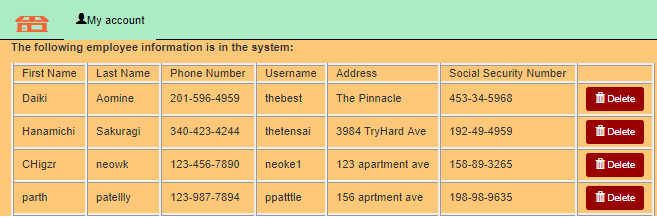 My account
The following employee information is in the system:
First Name Last Name Phone Number Username Address Social Security Number
Daiki Aomine 201-596-4959 thebest The Pinnacle 453-34-5968 Delete
Hanamichi Sakuragi 340-423-4244 thetensai 3984 TryHard Ave 192-49-4959 Delete
CHigzr neowk 123-456-7890 neoke1 123 apartment ave 158-89-3265 Delete
parth patellly 123-987-7894 ppatttle 156 aprtment ave 198-98-9635 Delete